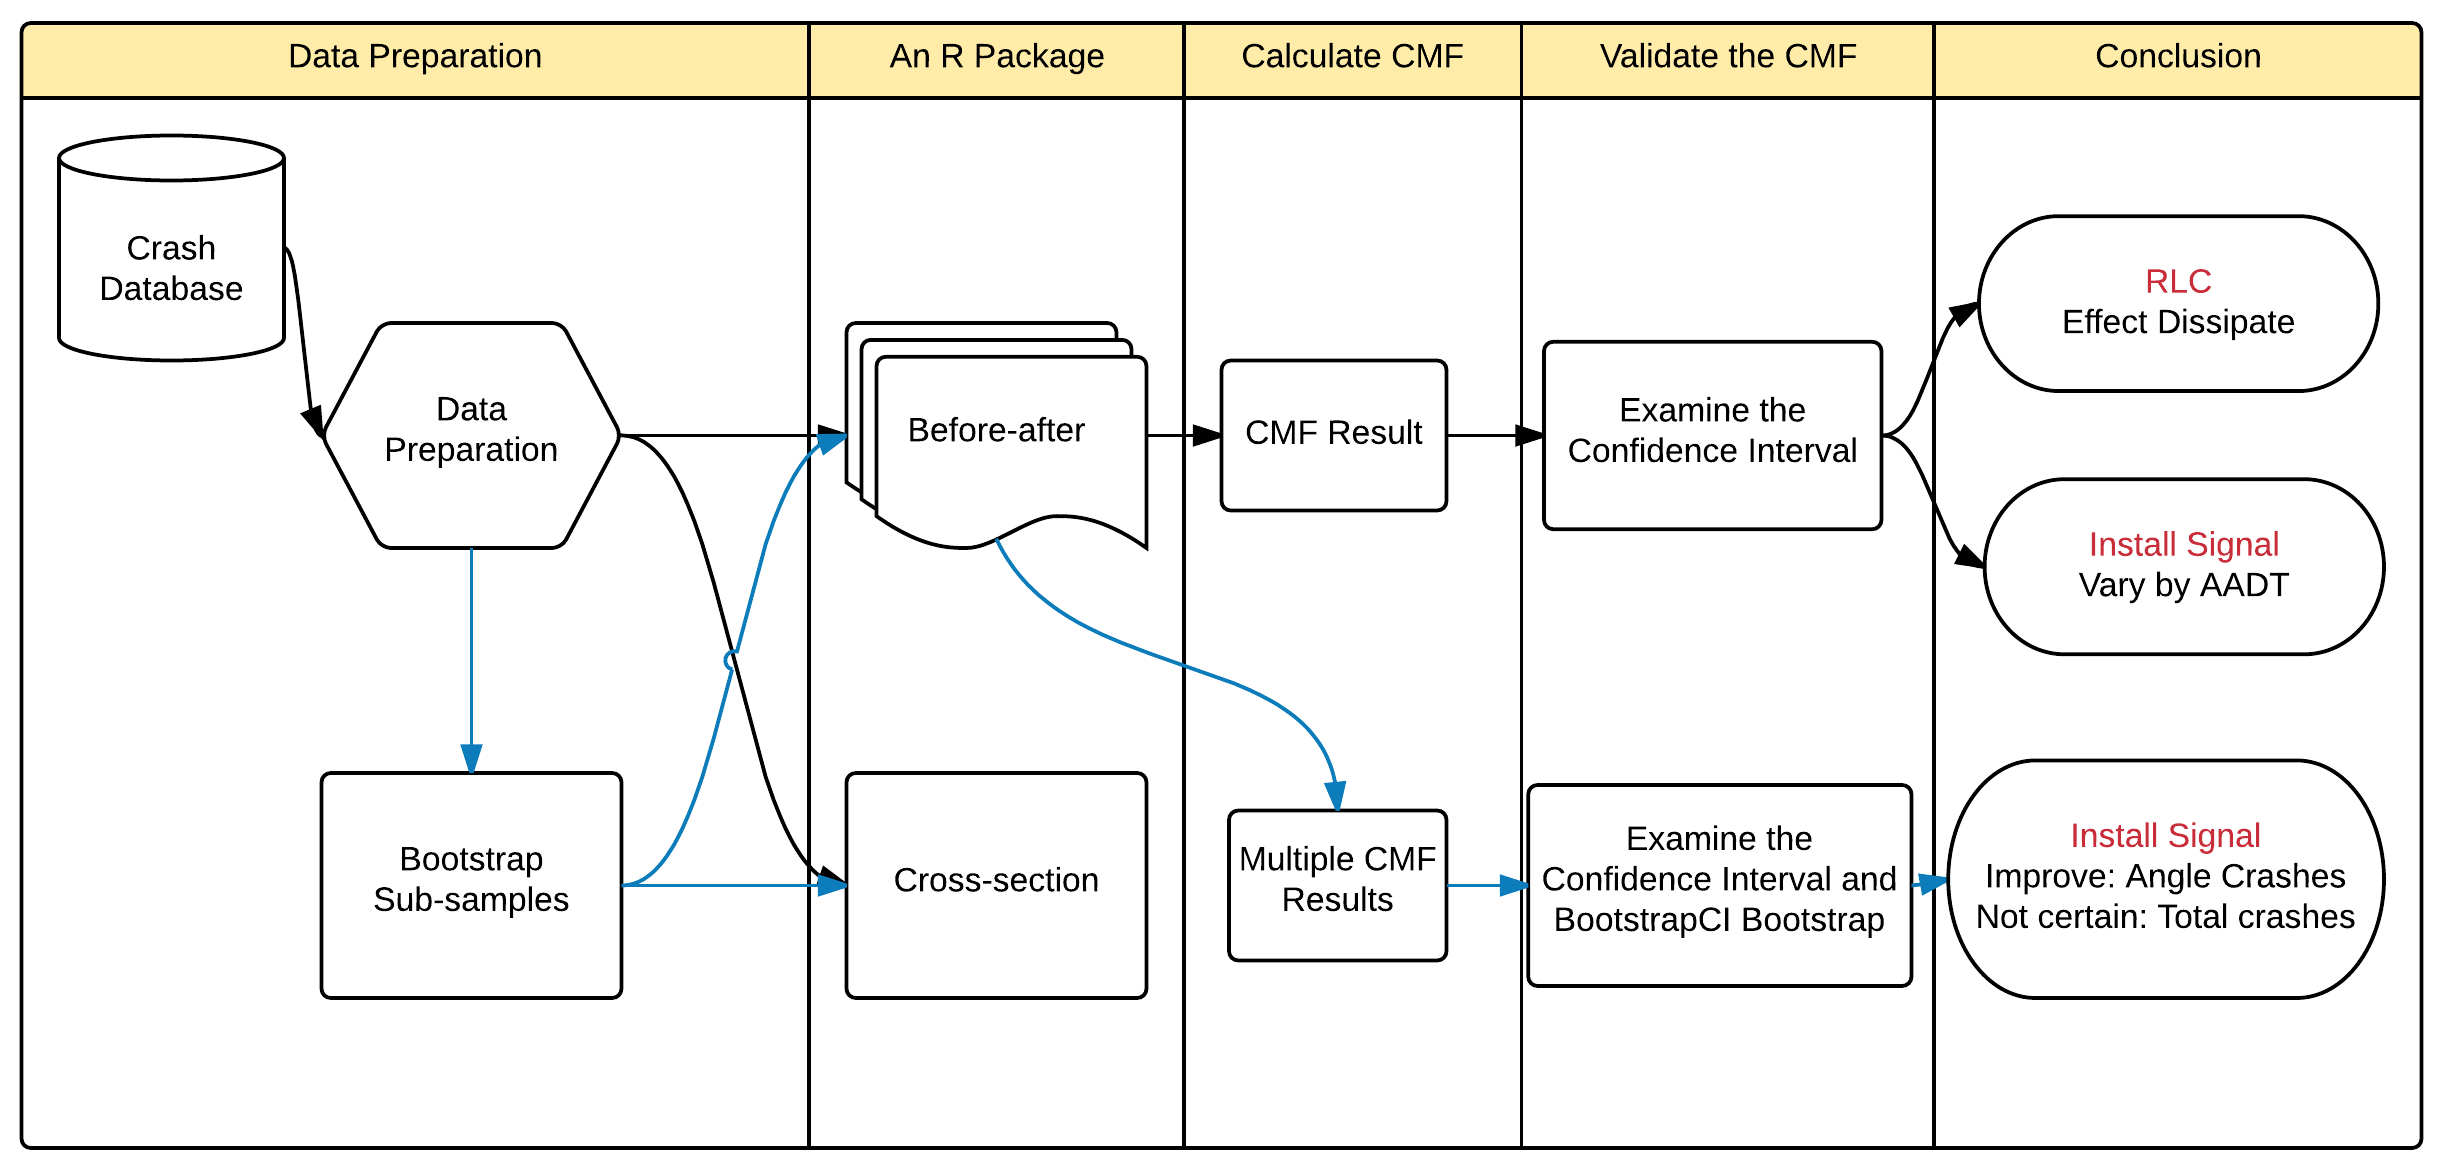 Data Preparation
An R Package
Calculate CMF
Validate the CMF
Conclusion
Crash
Database
Data
Preparation
Bootstrap
Sub-samples
Before-after
Cross-section
CMF Result
Multiple CMF
Results
Examine the
Confidence Interval
Examine the
Confidence Interval and
BootstrapCI Bootstrap
RLC
Effect Dissipate
Install Signal
Vary by AADT
Install Signal
Improve: Angle Crashes
Not certain: Total crashes